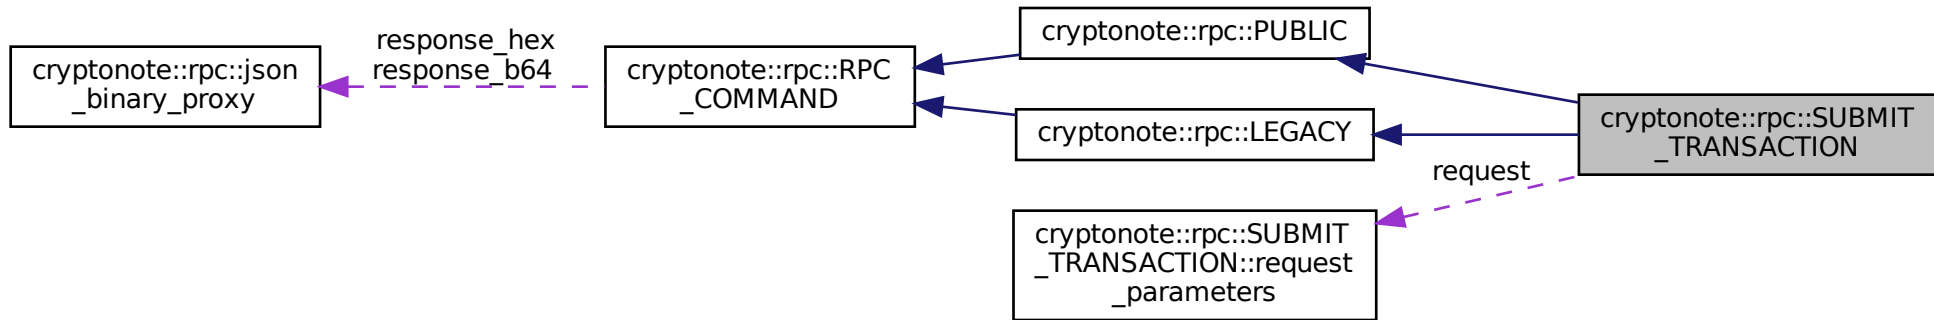 cryptonote::rpc::json
_binary_proxy
response_hex
response_b64
cryptonote::rpc::RPC
_COMMAND
cryptonote::rpc::PUBLIC
cryptonote::rpc::LEGACY
cryptonote::rpc::SUBMIT
_TRANSACTION
request
cryptonote::rpc::SUBMIT
_TRANSACTION::request
_parameters